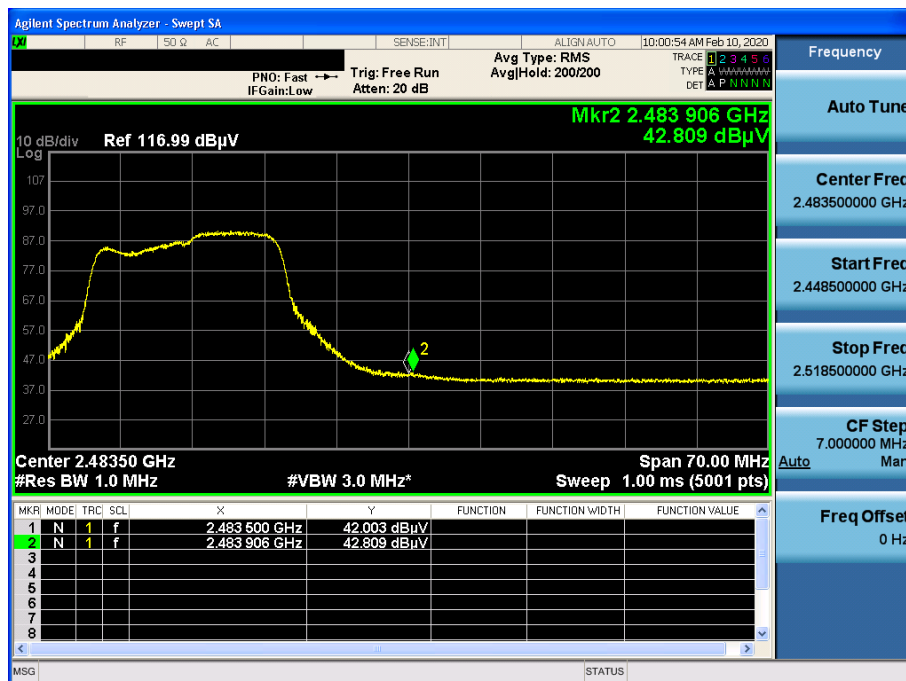 Agilent Spectrum Analyzer - Swept SA
LXI RF 50 Ω AC SENSE:INT ALIGN AUTO 10:00:54 AM Feb 10, 2020
PNO: Fast
IFGain:Low
Trig: Free Run
Atten: 20 dB
Avg Type: RMS
Avg|Hold: 200/200
TRACE 1 2 3 4 5 6
TYPE A WWWWW
DET A P N N N N
Mkr2 2.483 906 GHz
42.809 dBµV
10 dB/div Ref 116.99 dBµV
Log
107
97.0
87.0
77.0
67.0
57.0
47.0
37.0
27.0
2
Center 2.48350 GHz Span 70.00 MHz
#Res BW 1.0 MHz #VBW 3.0 MHz* Sweep 1.00 ms (5001 pts)
MKR MODE TRC SCL X Y FUNCTION FUNCTION WIDTH FUNCTION VALUE
1 N 1 f 2.483 500 GHz 42.003 dBµV
2 N 1 f 2.483 906 GHz 42.809 dBµV
3
4
5
6
7
8
MSG STATUS
Frequency
Auto Tune
Center Freq
2.483500000 GHz
Start Freq
2.448500000 GHz
Stop Freq
2.518500000 GHz
CF Step
7.000000 MHz
Auto Man
Freq Offset
0 Hz